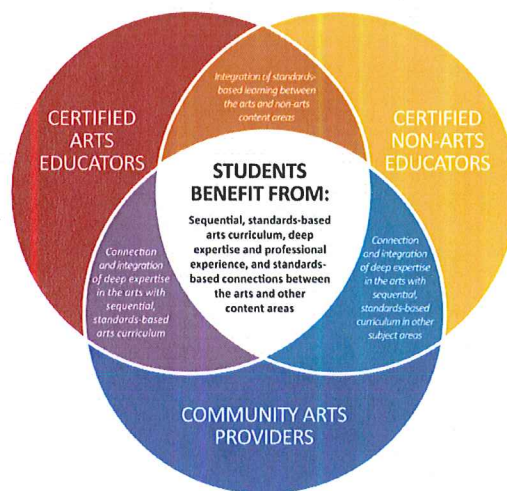 Integration of standards-
based learning between
the arts and non-arts
content areas
CERTIFIED
ARTS
EDUCATORS
CERTIFIED
NON-ARTS
EDUCATORS
STUDENTS
BENEFIT FROM:
Sequential, standards-based
arts curriculum, deep
expertise and professional
experience, and standards-
based connections between
the arts and other
content areas
Connection
and integration
of deep expertise
in the arts with
sequential,
standards-based
arts curriculum
Connection
and integration
of deep expertise
in the arts with
sequential,
standards-based
curriculum in other
subject areas
COMMUNITY ARTS
PROVIDERS